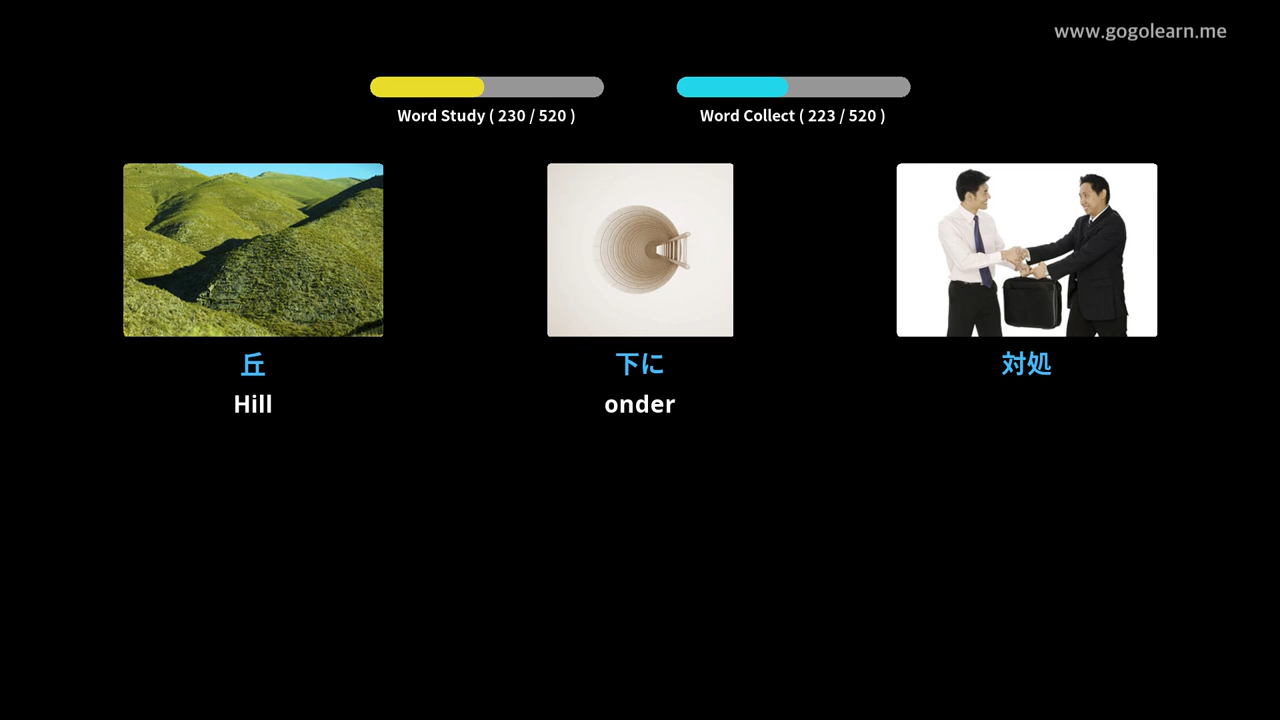 www.gogolearn.me
Word Study ( 230 / 520 )
Word Collect ( 223 / 520 )
丘
下に
対処
Hill
onder